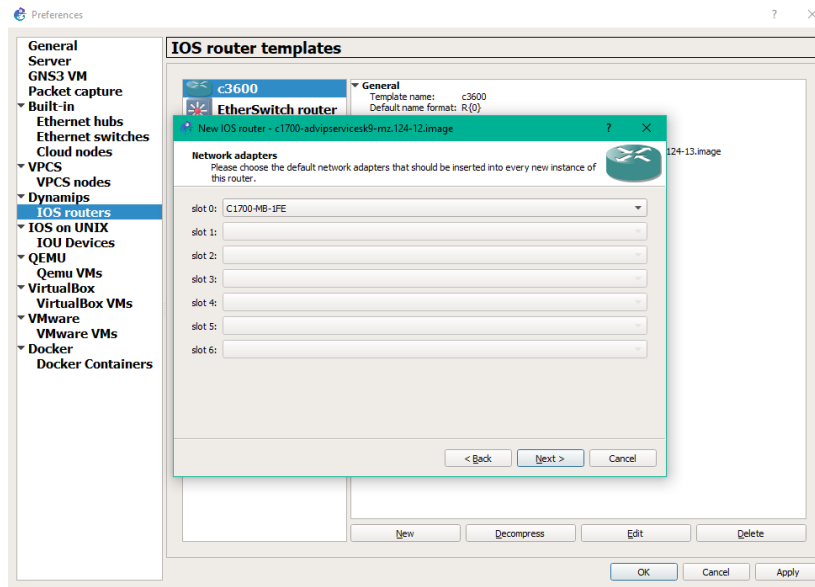 Preferences
General
Server
GNS3 VM
Packet capture
Built-in
Ethernet hubs
Ethernet switches
Cloud nodes
VPCS
VPCS nodes
Dynamips
IOS routers
IOS on UNIX
IOU Devices
QEMU
Qemu VMs
VirtualBox
VirtualBox VMs
VMware
VMware VMs
Docker
Docker Containers
IOS router templates
c3600
EtherSwitch router
General
Template name: c3600
Default name format: R{0}
124-13.image
New IOS router - c1700-advipservicesk9-mz.124-12.image
Network adapters
Please choose the default network adapters that should be inserted into every new instance of
this router.
slot 0: C1700-MB-1FE
slot 1:
slot 2:
slot 3:
slot 4:
slot 5:
slot 6:
< Back Next > Cancel
New Decompress Edit Delete
OK Cancel Apply